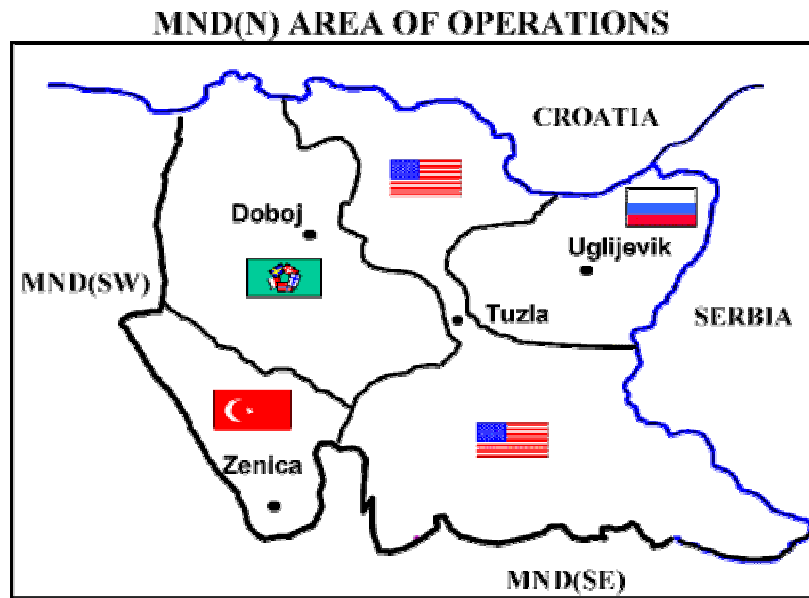 MND(N) AREA OF OPERATIONS
CROATIA
Doboj
Uglijevik
MND(SW)
Tuzla
SERBIA
Zenica
MND(SE)